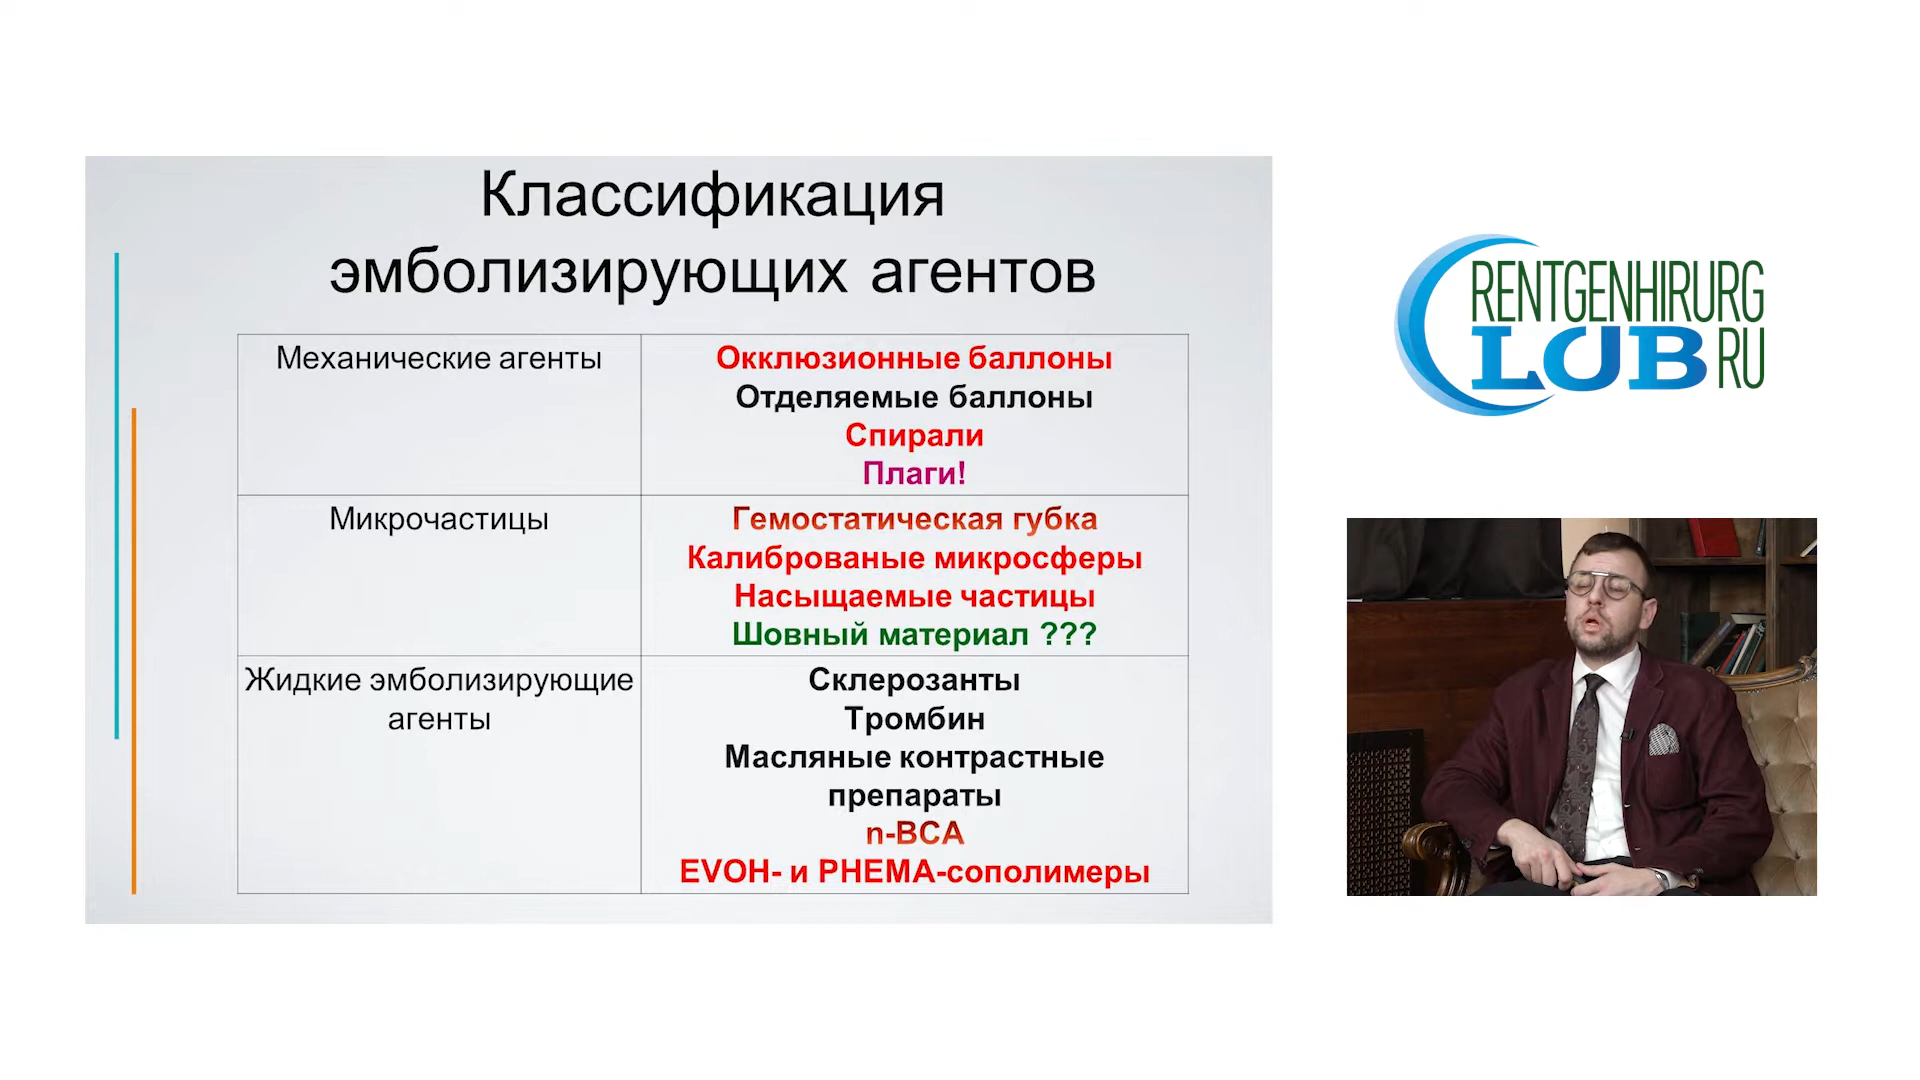 Классификация
эмболизирующих агентов
Механические агенты
Окклюзионные баллоны
Отделяемые баллоны
Спирали
Плаги!
Микрочастицы
Гемостатическая губка
Калиброваные микросферы
Насыщаемые частицы
Шовный материал ???
Жидкие эмболизирующие
агенты
Склерозанты
Тромбин
Масляные контрастные
препараты
n-BCA
EVOH- и PHEMA-сополимеры
RENTGENHIRURG
CLUB RU